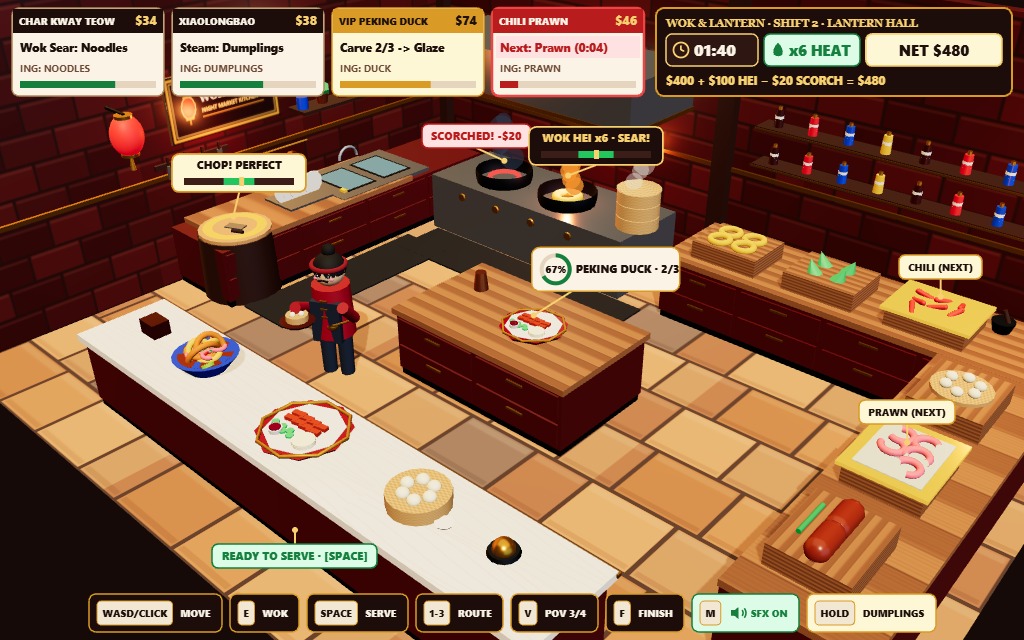 CHAR KWAY TEOW $34
Wok Sear: Noodles
ING: NOODLES
XIAOLONGBAO $38
Steam: Dumplings
ING: DUMPLINGS
VIP PEKING DUCK $74
Carve 2/3 -> Glaze
ING: DUCK
CHILI PRAWN $46
Next: Prawn (0:04)
ING: PRAWN
WOK & LANTERN · SHIFT 2 · LANTERN HALL
01:40
x6 HEAT
NET $480
$400 + $100 HEI − $20 SCORCH = $480
NIGHT MARKET KITCHEN
SCORCHED! -$20
WOK HEI x6 · SEAR!
CHOP! PERFECT
67% PEKING DUCK · 2/3
CHILI (NEXT)
PRAWN (NEXT)
READY TO SERVE · [SPACE]
WASD/CLICK MOVE
E WOK
SPACE SERVE
1-3 ROUTE
V POV 3/4
F FINISH
M SFX ON
HOLD DUMPLINGS